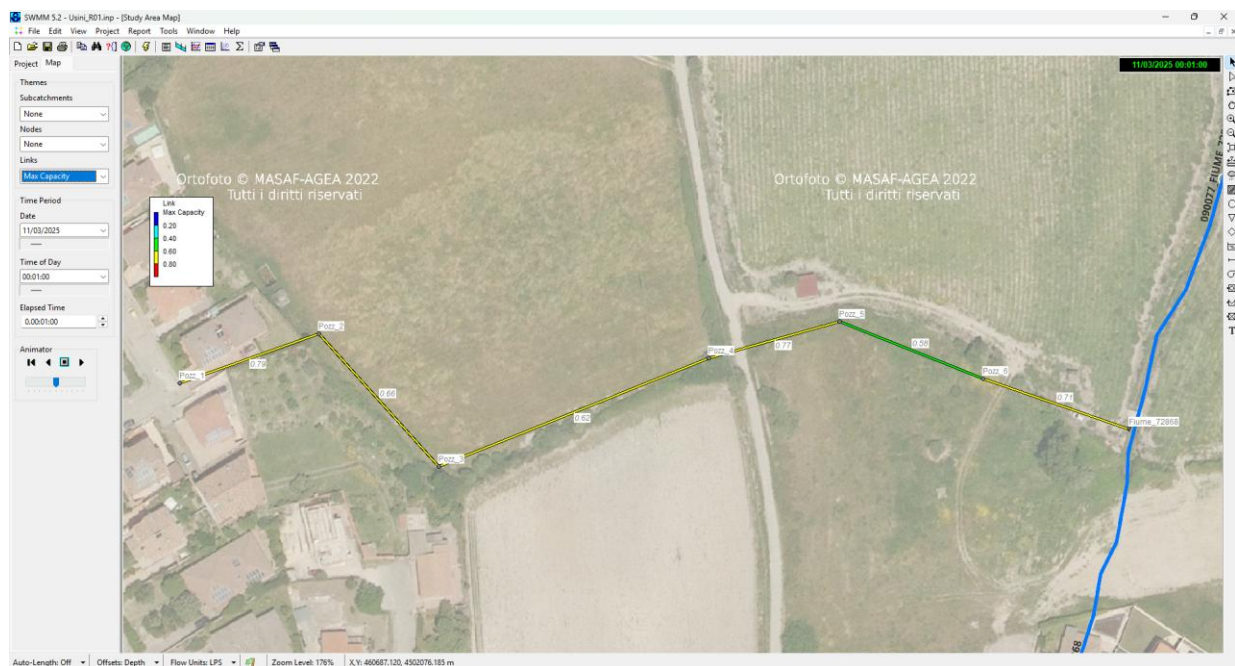 SWMM 5.2 - Usini_R01.inp - [Study Area Map]
File Edit View Project Report Tools Window Help
Project Map
11/03/2025 00:01:00
Themes
Subcatchments
None
Nodes
None
Links
Max Capacity
Time Period
Date
11/03/2025
Time of Day
00:01:00
Elapsed Time
0.00:01:00
Animator
Link
Max Capacity
0.20
0.40
0.60
0.80
Ortofoto © MASAF-AGEA 2022
Tutti i diritti riservati
Ortofoto © MASAF-AGEA 2022
Tutti i diritti riservati
Pozz_1
0.79
Pozz_2
0.66
Pozz_3
0.62
Pozz_4
0.77
Pozz_5
0.56
Pozz_6
0.71
Fiume_72868
090077_FIUME
68
Auto-Length: Off Offsets: Depth Flow Units: LPS Zoom Level: 176% X,Y: 460687.120, 4502076.185 m